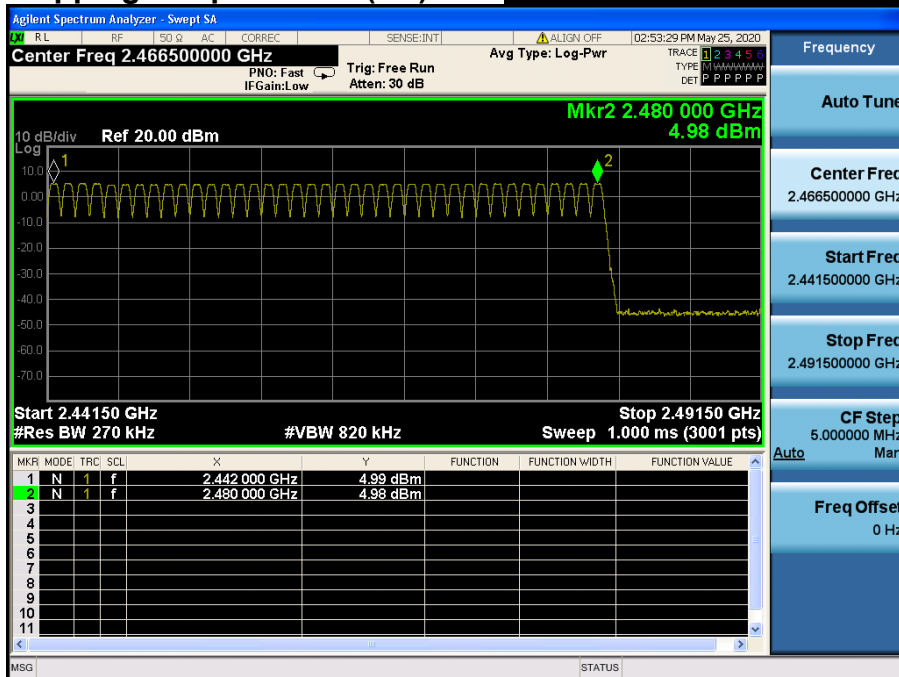 Agilent Spectrum Analyzer - Swept SA
LXI RL RF 50 Ω AC CORREC SENSE:INT ALIGN OFF 02:53:29 PM May 25, 2020
Center Freq 2.466500000 GHz
PNO: Fast
IFGain:Low
Trig: Free Run
Atten: 30 dB
Avg Type: Log-Pwr
TRACE 1 2 3 4 5 6
TYPE M WWWWW
DET P P P P P P
Mkr2 2.480 000 GHz
4.98 dBm
10 dB/div Ref 20.00 dBm
Log
1
2
10.0
0.00
-10.0
-20.0
-30.0
-40.0
-50.0
-60.0
-70.0
Start 2.44150 GHz Stop 2.49150 GHz
#Res BW 270 kHz #VBW 820 kHz Sweep 1.000 ms (3001 pts)
MKR MODE TRC SCL X Y FUNCTION FUNCTION WIDTH FUNCTION VALUE
1 N 1 f 2.442 000 GHz 4.99 dBm
2 N 1 f 2.480 000 GHz 4.98 dBm
3
4
5
6
7
8
9
10
11
MSG STATUS
Frequency
Auto Tune
Center Freq
2.466500000 GHz
Start Freq
2.441500000 GHz
Stop Freq
2.491500000 GHz
CF Step
5.000000 MHz
Auto Man
Freq Offset
0 Hz